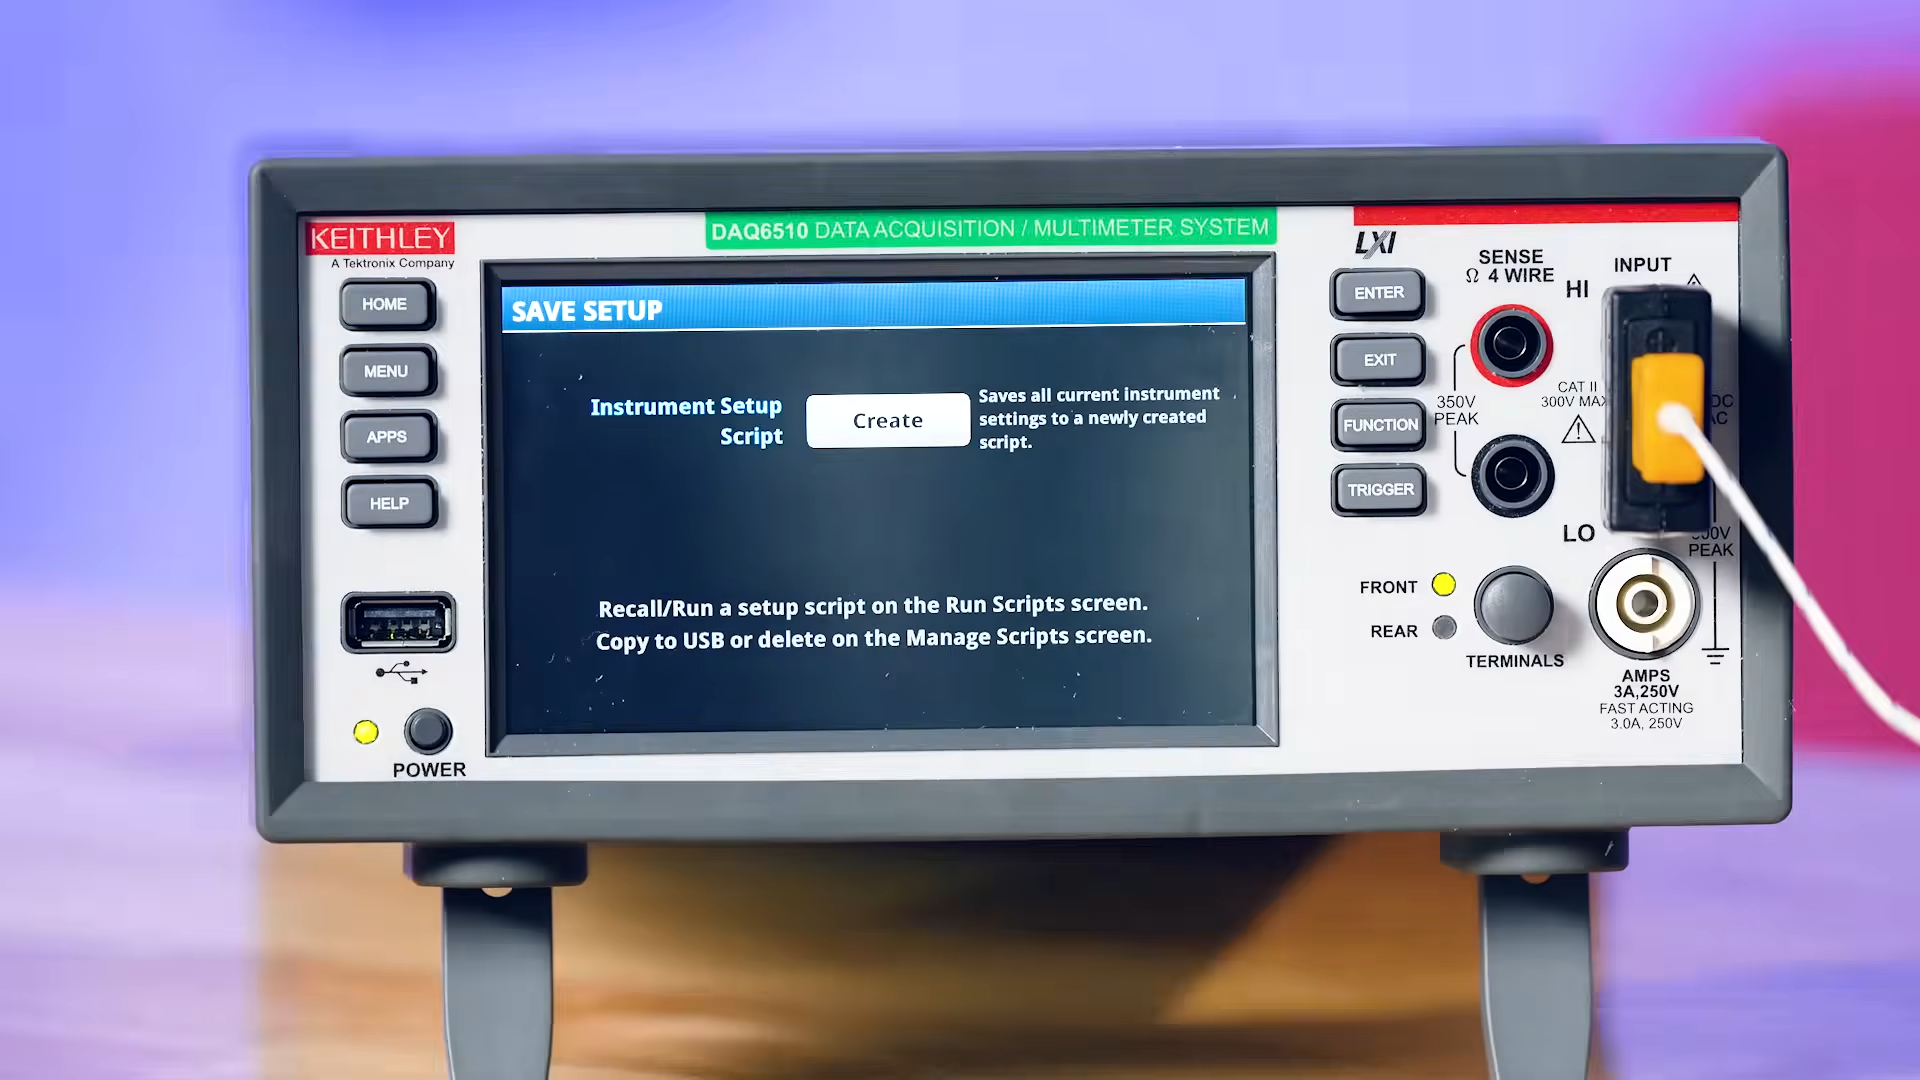 KEITHLEY
A Tektronix Company
DAQ6510 DATA ACQUISITION / MULTIMETER SYSTEM
LXI
HOME
MENU
APPS
HELP
POWER
SAVE SETUP
Instrument Setup
Script
Create
Saves all current instrument
settings to a newly created
script.
Recall/Run a setup script on the Run Scripts screen.
Copy to USB or delete on the Manage Scripts screen.
ENTER
EXIT
FUNCTION
TRIGGER
SENSE
Ω 4 WIRE
INPUT
HI
350V
PEAK
CAT II
300V MAX
LO
PEAK
FRONT
REAR
TERMINALS
AMPS
3A,250V
FAST ACTING
3.0A, 250V